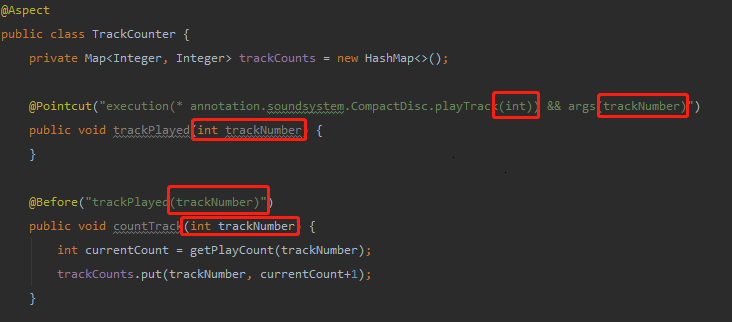 @Aspect
public class TrackCounter {
private Map<Integer, Integer> trackCounts = new HashMap<>();
@Pointcut("execution(* annotation.soundsystem.CompactDisc.playTrack(int)) && args(trackNumber)")
public void trackPlayed(int trackNumber) {
}
@Before("trackPlayed(trackNumber)")
public void countTrack(int trackNumber) {
int currentCount = getPlayCount(trackNumber);
trackCounts.put(trackNumber, currentCount+1);
}